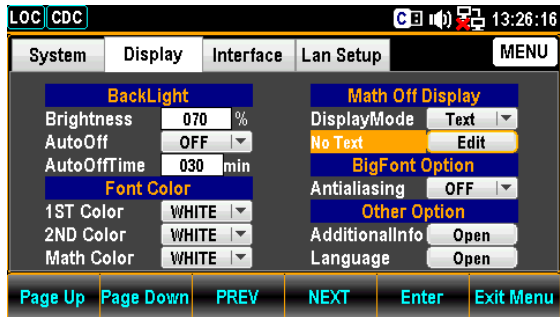 LOC CDC C 13:26:16
System Display Interface Lan Setup MENU
BackLight
Brightness 070 %
AutoOff OFF
AutoOffTime 030 min
Font Color
1ST Color WHITE
2ND Color WHITE
Math Color WHITE
Math Off Display
DisplayMode Text
No Text Edit
BigFont Option
Antialiasing OFF
Other Option
AdditionalInfo Open
Language Open
Page Up Page Down PREV NEXT Enter Exit Menu